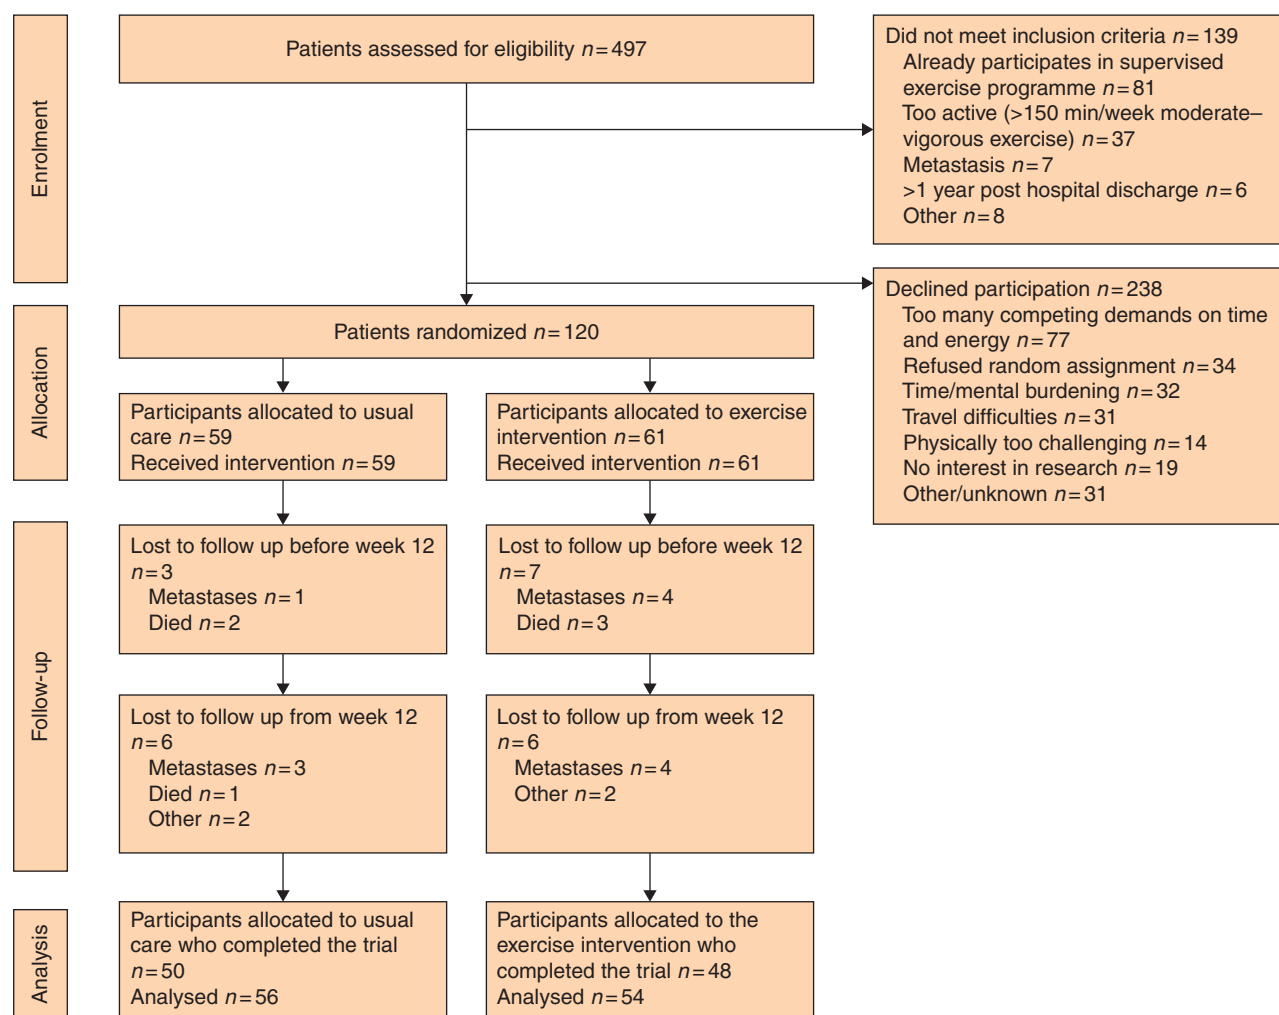 Enrolment
Patients assessed for eligibility n=497
Did not meet inclusion criteria n=139
Already participates in supervised
exercise programme n=81
Too active (>150 min/week moderate–
vigorous exercise) n=37
Metastasis n=7
>1 year post hospital discharge n=6
Other n=8
Declined participation n=238
Too many competing demands on time
and energy n=77
Refused random assignment n=34
Time/mental burdening n=32
Travel difficulties n=31
Physically too challenging n=14
No interest in research n=19
Other/unknown n=31
Allocation
Patients randomized n=120
Participants allocated to usual
care n=59
Received intervention n=59
Participants allocated to exercise
intervention n=61
Received intervention n=61
Follow-up
Lost to follow up before week 12
n=3
Metastases n=1
Died n=2
Lost to follow up before week 12
n=7
Metastases n=4
Died n=3
Lost to follow up from week 12
n=6
Metastases n=3
Died n=1
Other n=2
Lost to follow up from week 12
n=6
Metastases n=4
Other n=2
Analysis
Participants allocated to usual
care who completed the trial
n=50
Analysed n=56
Participants allocated to the
exercise intervention who
completed the trial n=48
Analysed n=54